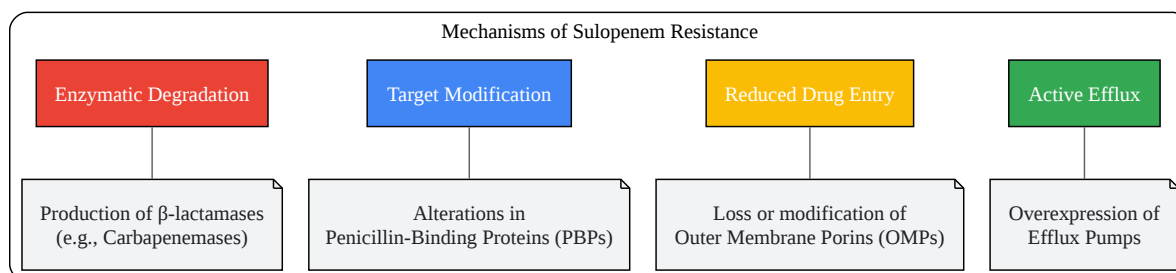 Mechanisms of Sulopenem Resistance
Enzymatic Degradation
Target Modification
Reduced Drug Entry
Active Efflux
Production of β-lactamases
(e.g., Carbapenemases)
Alterations in
Penicillin-Binding Proteins (PBPs)
Loss or modification of
Outer Membrane Porins (OMPs)
Overexpression of
Efflux Pumps